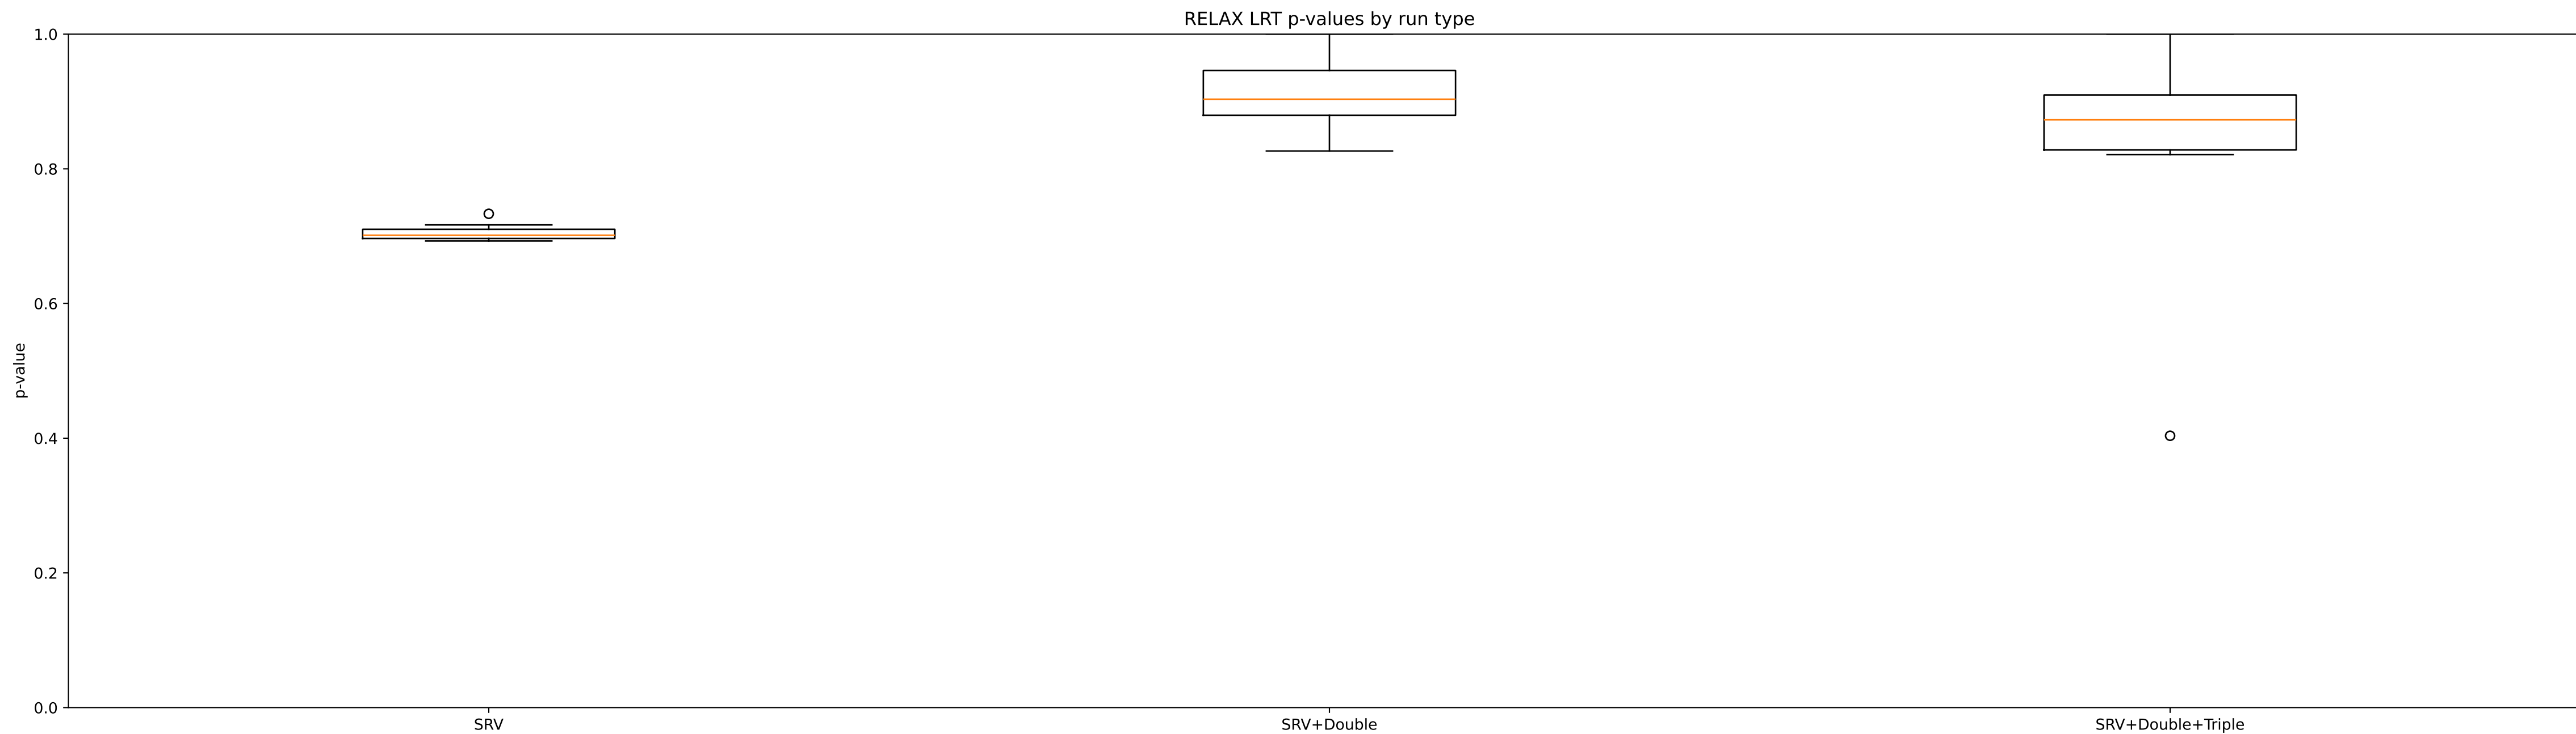 RELAX LRT p-values by run type
1.0
0.8
0.6
0.4
0.2
0.0
p-value
SRV
SRV+Double
SRV+Double+Triple